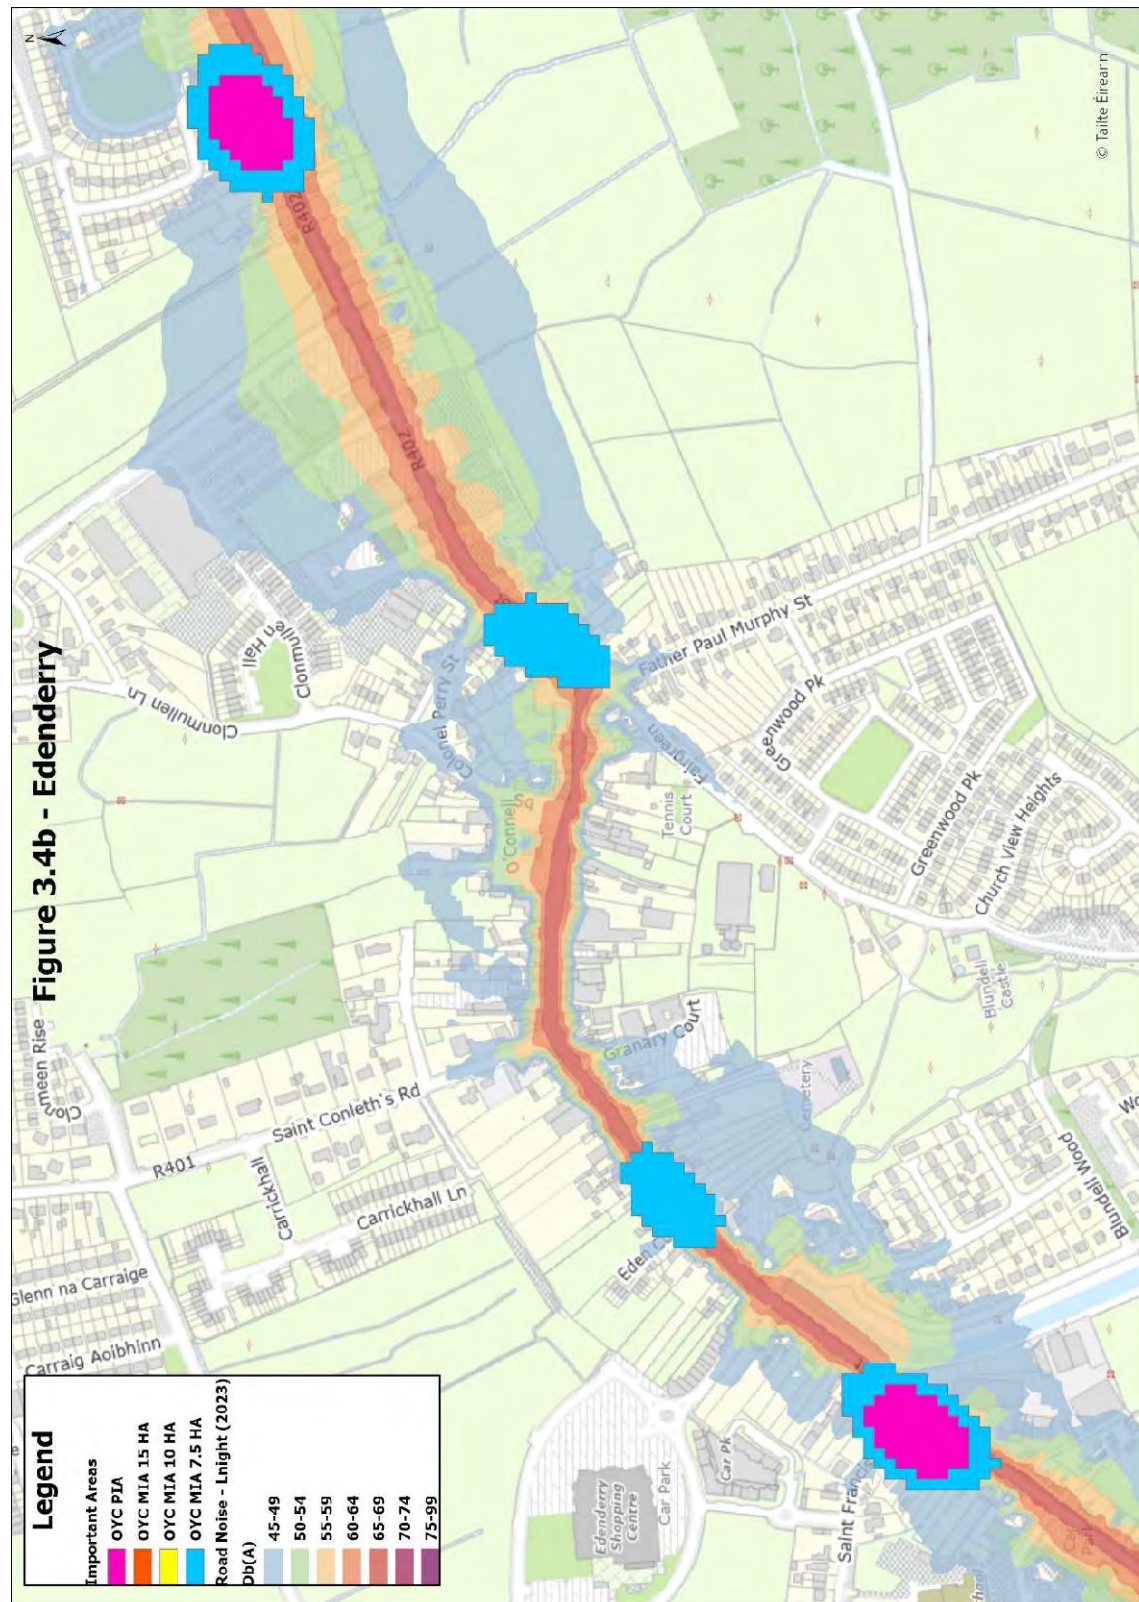 Figure 3.4b - Edenderry
N
Legend
Important Areas
OYC PIA
OYC MIA 15 HA
OYC MIA 10 HA
OYC MIA 7.5 HA
Road Noise - Lnight (2023)
Db(A)
45-49
50-54
55-59
60-64
65-69
70-74
75-99
Glenn na Carraige
Carraig Aoibhinn
Clonmeen Rise
R401
Saint Conleth's Rd
Carrickhall
Carrickhall Ln
Clonmullen Ln
Clonmullen Hall
Colonel Perry St
O'Connell Sq
R402
R402
Father Paul Murphy St
Fairgreen
Tennis
Court
Greenwood Pk
Greenwood Pk
Church View Heights
Granary Court
Blundell
Castle
Cemetery
Blundell Wood
Edenderry
Shopping
Centre
Car Park
Car Pk
Saint Franc
Car
Park
© Tailte Éireann